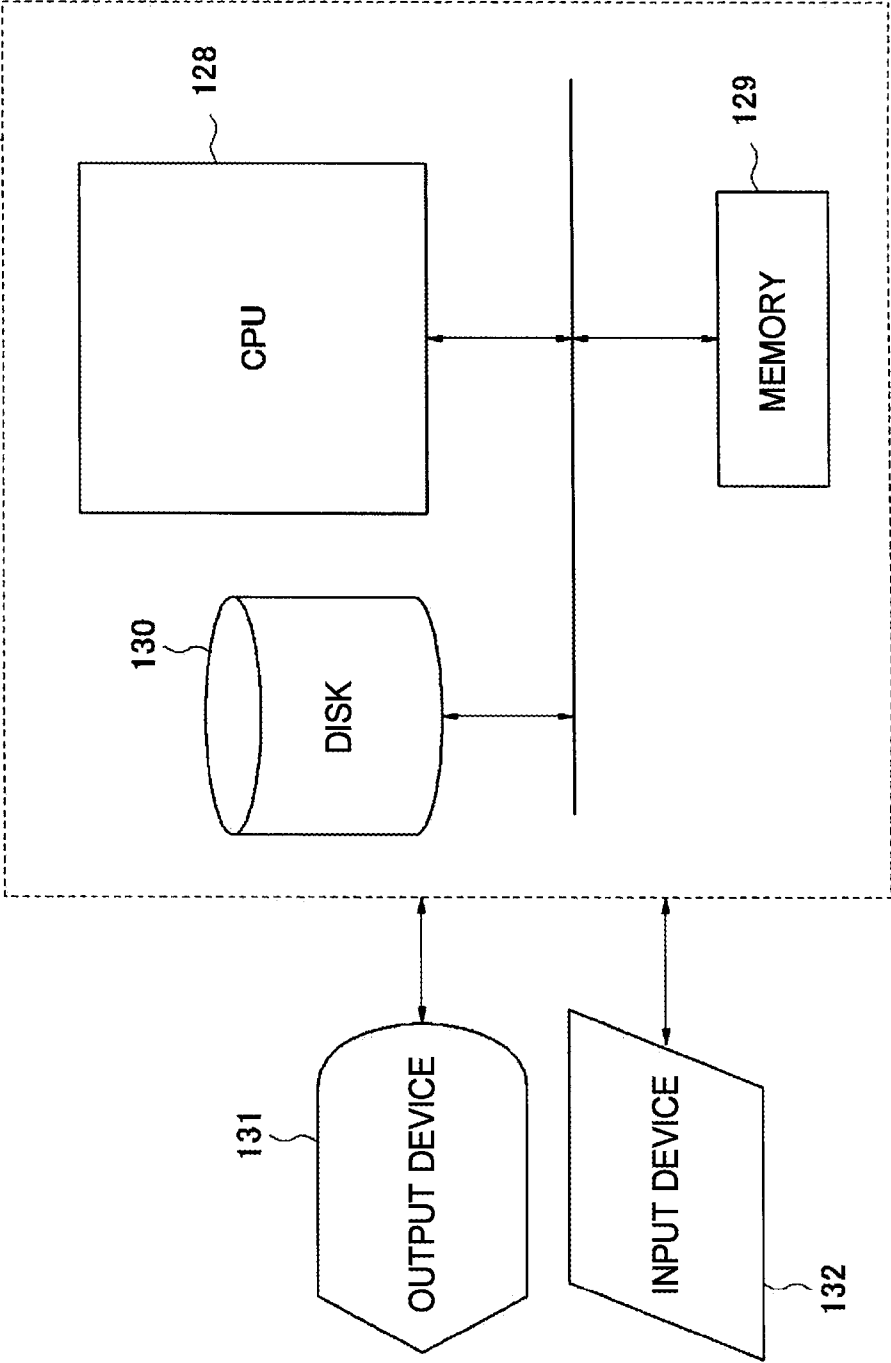 128
CPU
129
MEMORY
130
DISK
131
OUTPUT DEVICE
INPUT DEVICE
132